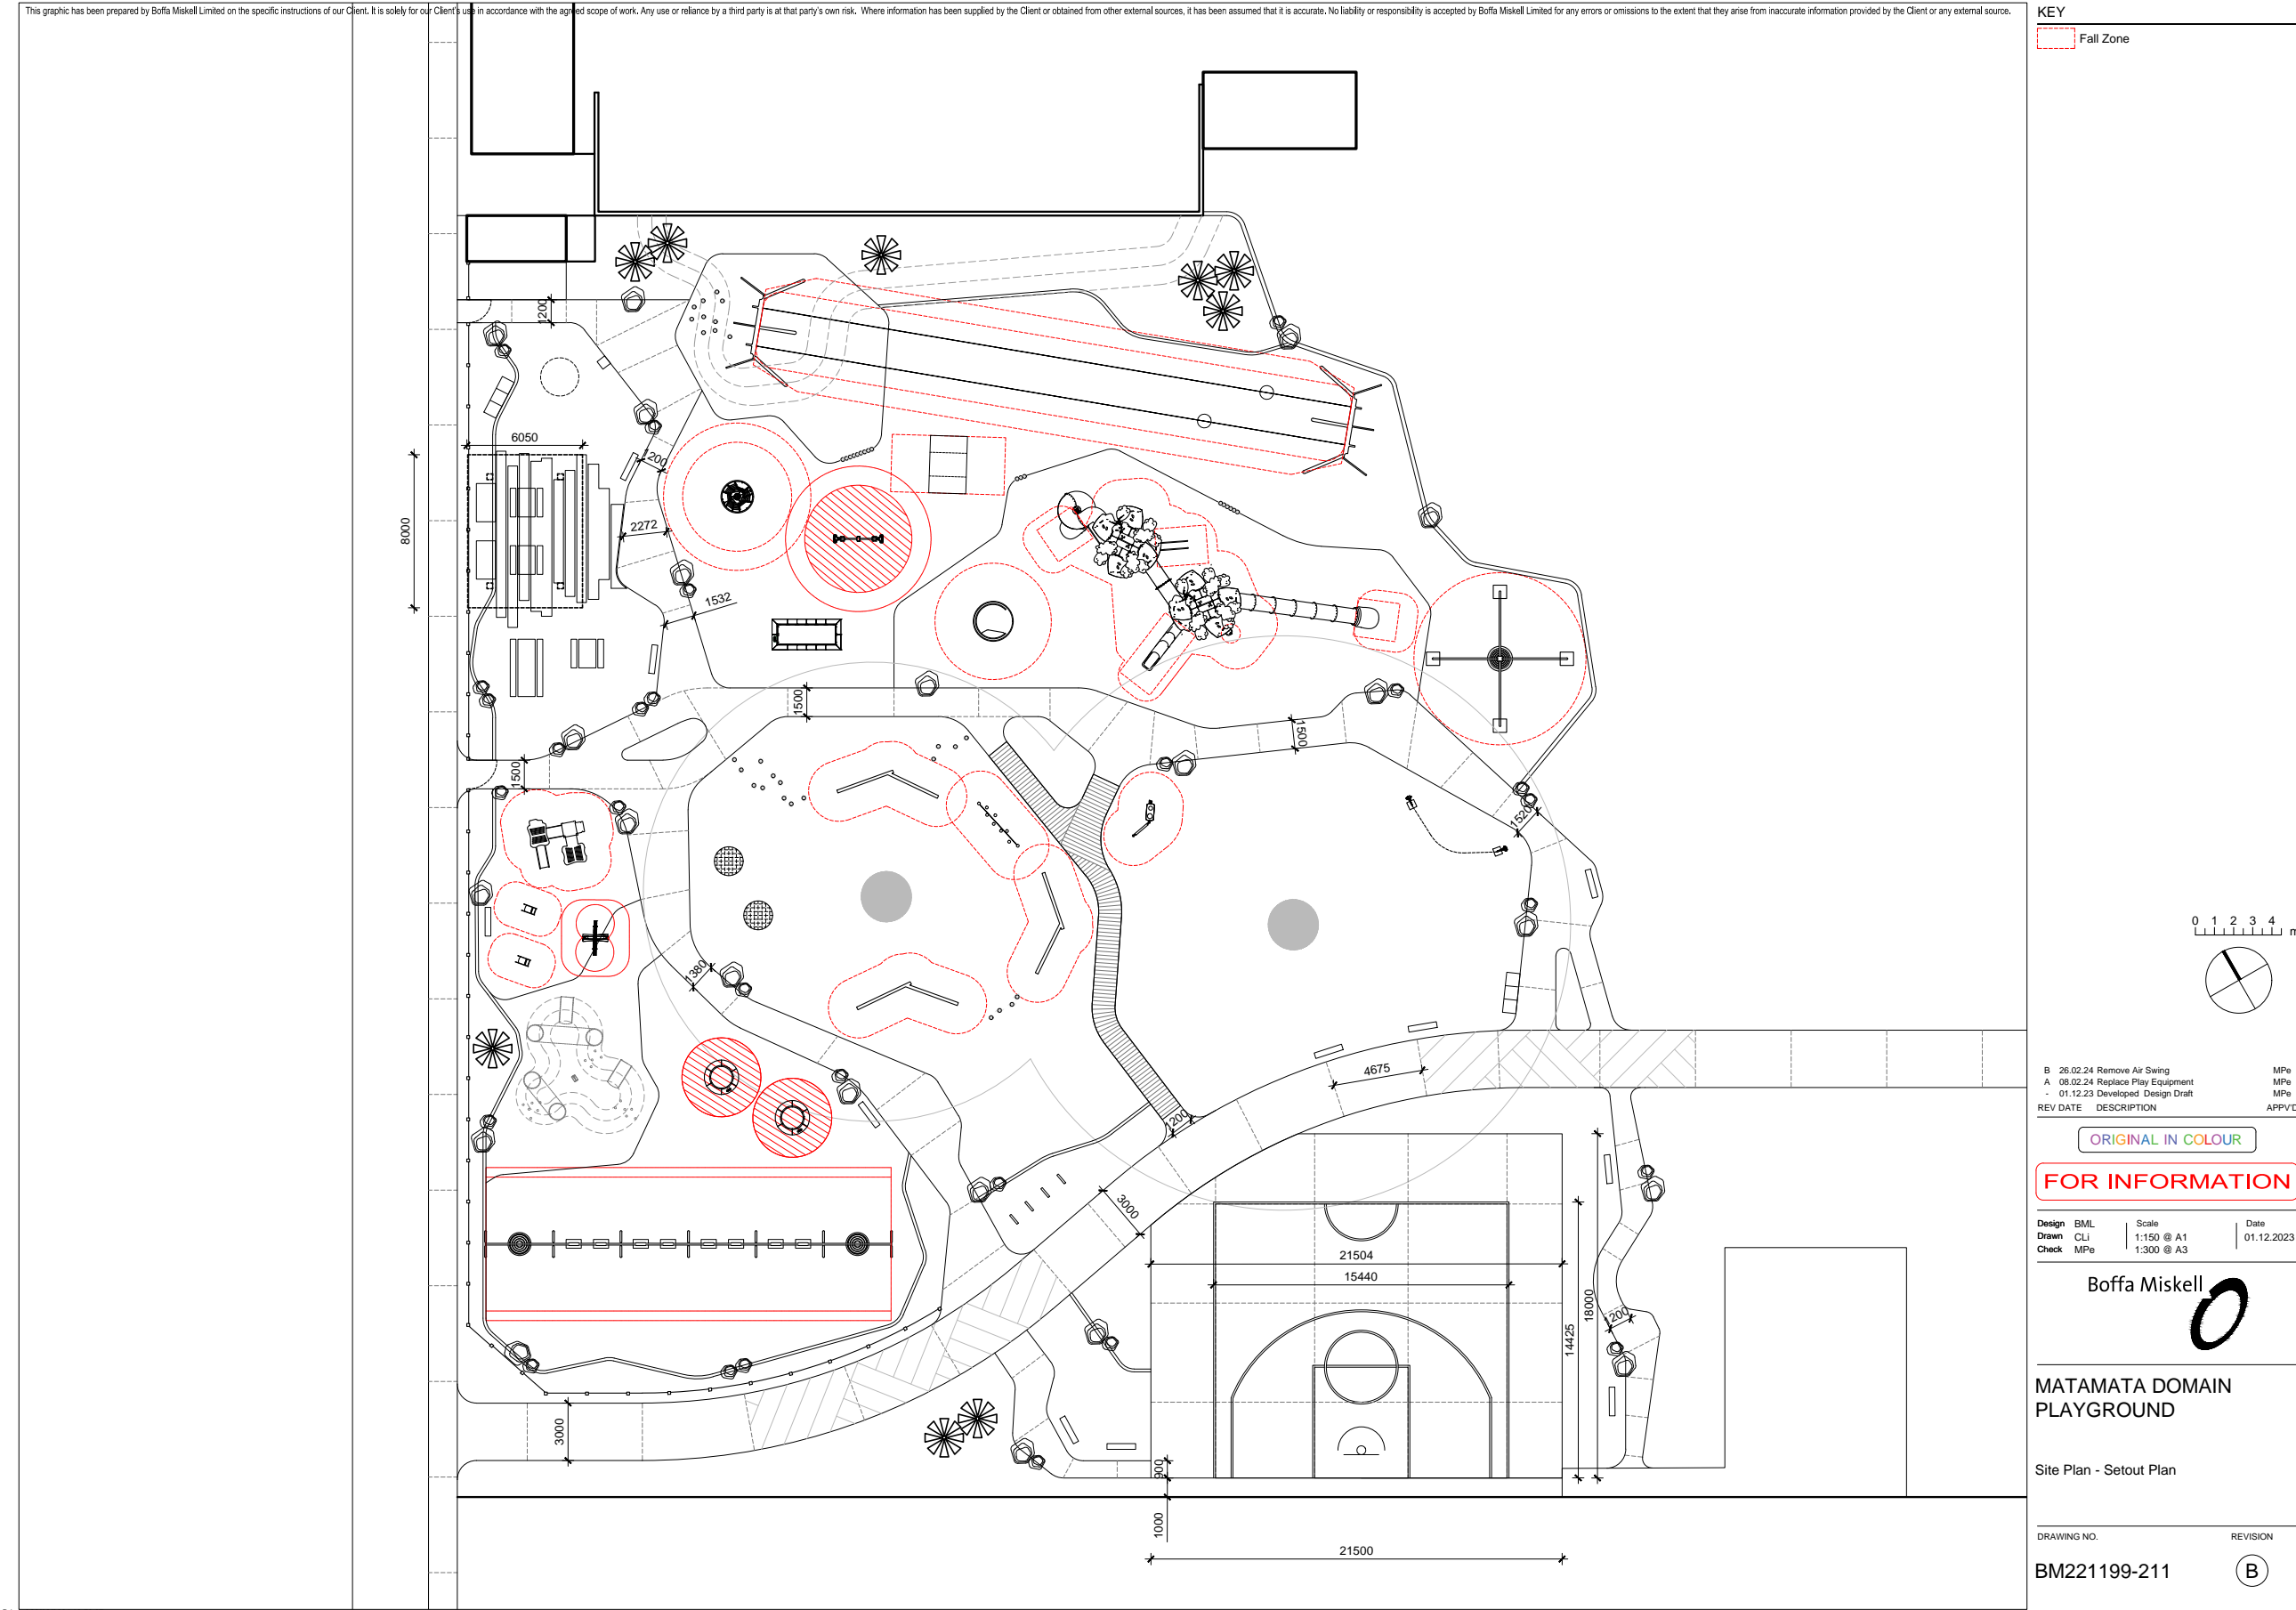 This graphic has been prepared by Boffa Miskell Limited on the specific instructions of our Client. It is solely for our Client's use in accordance with the agreed scope of work. Any use or reliance by a third party is at that party's own risk. Where information has been supplied by the Client or obtained from other external sources, it has been assumed that it is accurate. No liability or responsibility is accepted by Boffa Miskell Limited for any errors or omissions to the extent that they arise from inaccurate information provided by the Client or any external source.
KEY
Fall Zone
1200
6050
1200
8000
2272
1532
1500
1500
1500
1520
1380
4675
1200
3000
21504
15440
18000
14425
1200
3000
900
1000
21500
0 1 2 3 4 m
B 26.02.24 Remove Air Swing MPe
A 08.02.24 Replace Play Equipment MPe
- 01.12.23 Developed Design Draft MPe
REV DATE DESCRIPTION APPV'D
ORIGINAL IN COLOUR
FOR INFORMATION
Design BML Scale Date
Drawn CLi 1:150 @ A1 01.12.2023
Check MPe 1:300 @ A3
Boffa Miskell
MATAMATA DOMAIN
PLAYGROUND
Site Plan - Setout Plan
DRAWING NO. REVISION
BM221199-211 B